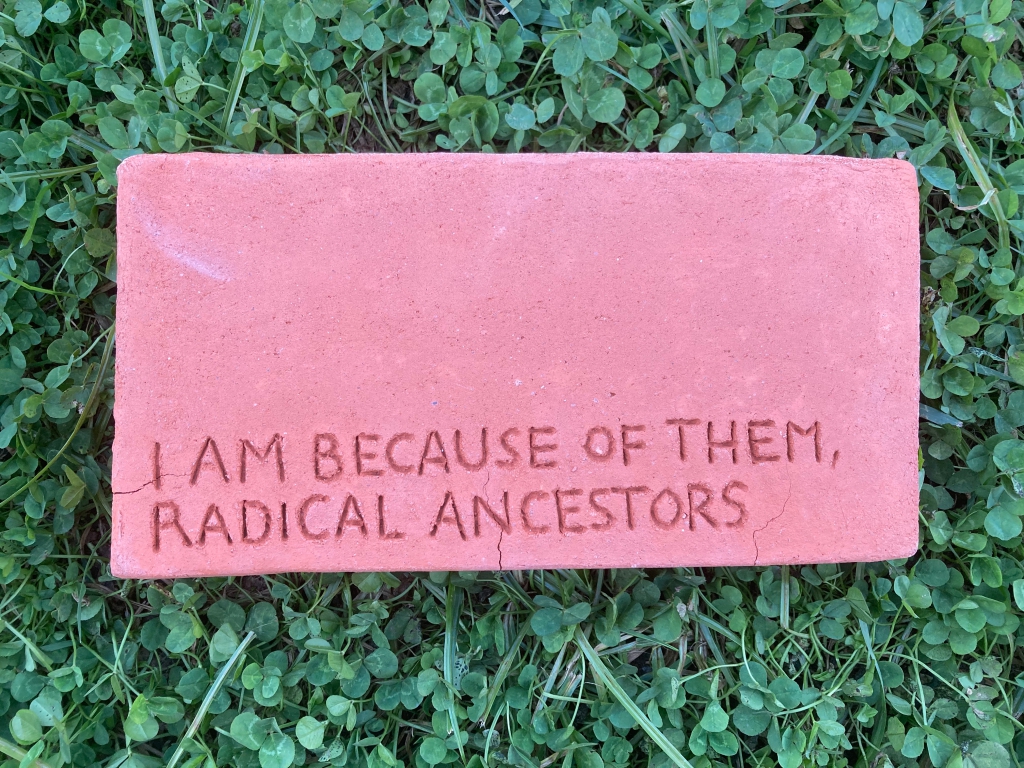 I AM BECAUSE OF THEM,
RADICAL ANCESTORS